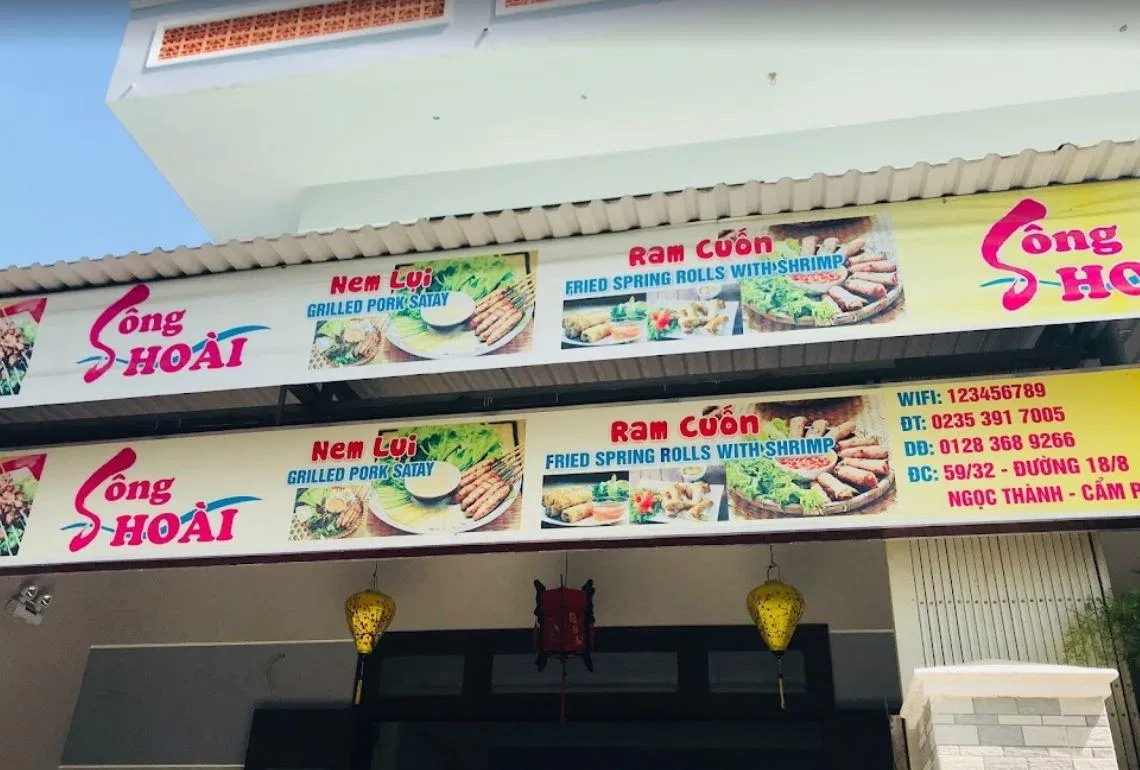 Sông
HOÀI
Nem Lụi
GRILLED PORK SATAY
Ram Cuốn
FRIED SPRING ROLLS WITH SHRIMP
Sông
Sông
HOÀI
Nem Lụi
GRILLED PORK SATAY
Ram Cuốn
FRIED SPRING ROLLS WITH SHRIMP
WIFI: 123456789
ĐT: 0235 391 7005
DĐ: 0128 368 9266
ĐC: 59/32 - ĐƯỜNG 18/8
NGỌC THÀNH - CẨM